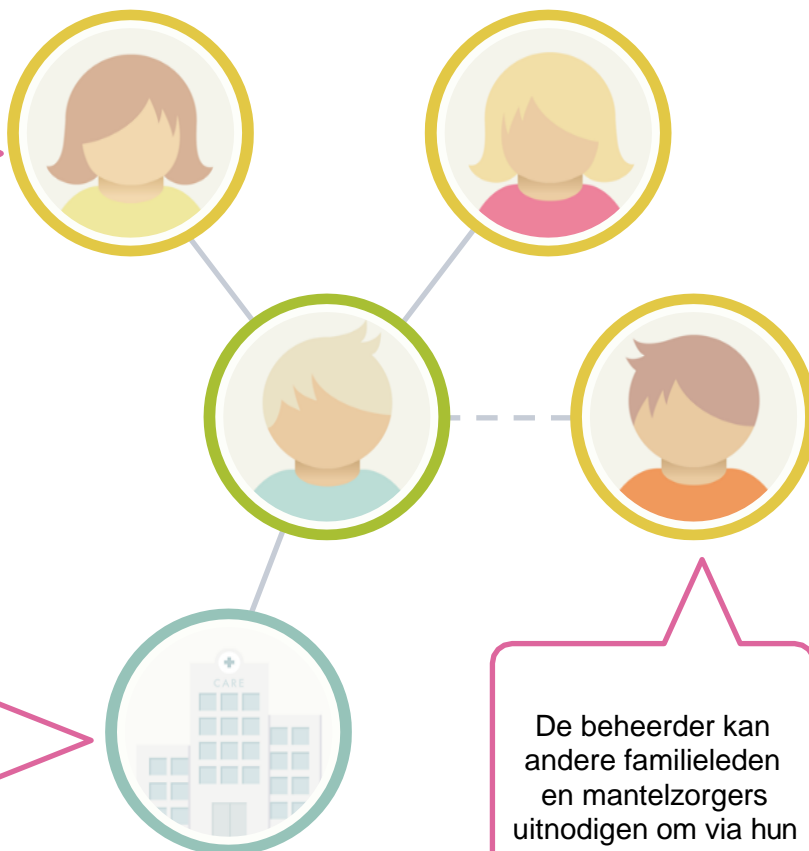 CARE
De beheerder kan
andere familieleden
en mantelzorgers
uitnodigen om via hun